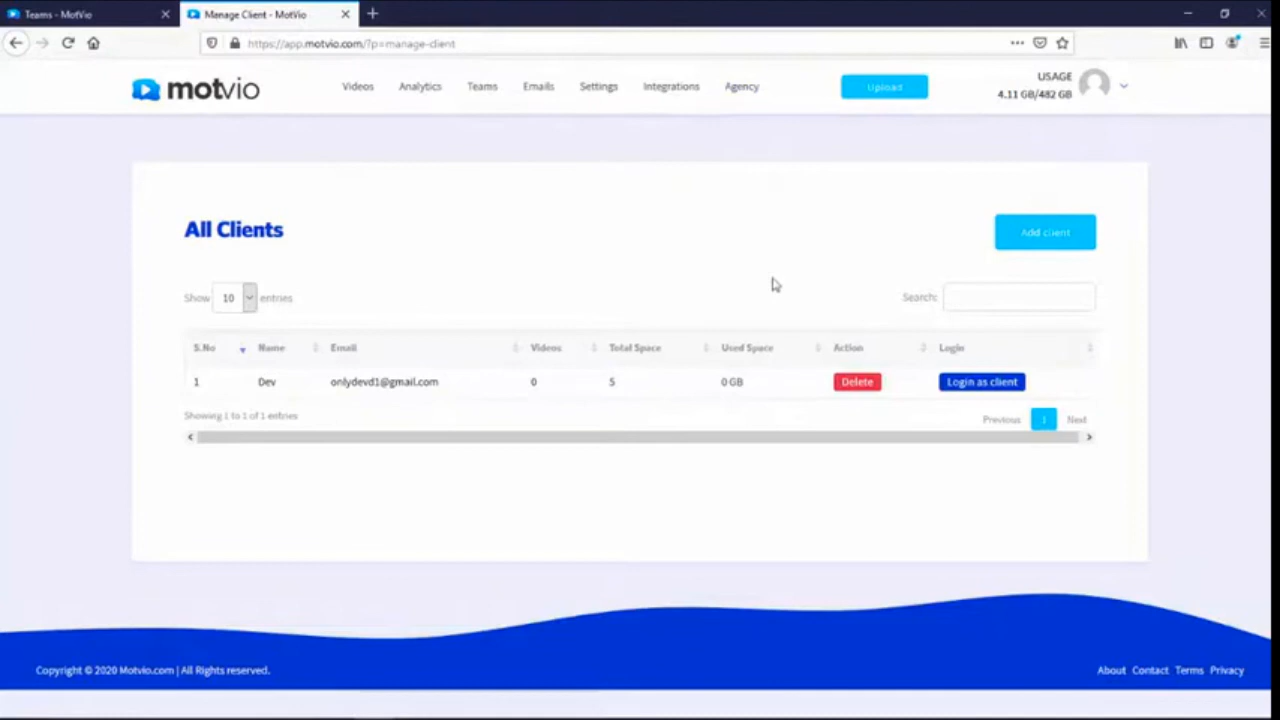 Teams - MotVio
Manage Client - MotVio
https://app.motvio.com/?p=manage-client
motvio
Videos Analytics Teams Emails Settings Integrations Agency
Upload
USAGE
4.11 GB/482 GB
All Clients
Add client
Show 10 entries
Search:
S.No Name Email Videos Total Space Used Space Action Login
1 Dev onlydevd1@gmail.com 0 5 0 GB Delete Login as client
Showing 1 to 1 of 1 entries
Previous 1 Next
Copyright © 2020 Motvio.com | All Rights reserved.
About Contact Terms Privacy